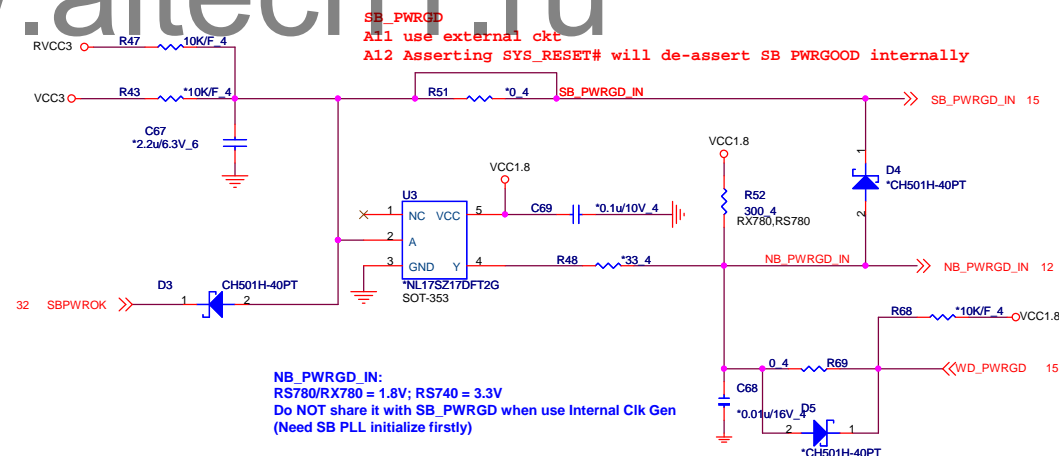 .altech1.ru
SB_PWRGD
A11 use external ckt
A12 Asserting SYS_RESET# will de-assert SB PWRGOOD internally
RVCC3 R47 10K/F_4
VCC3 R43 *10K/F_4
R51 *0_4 SB_PWRGD_IN
SB_PWRGD_IN 15
C67
*2.2u/6.3V_6
VCC1.8
VCC1.8
D4
*CH501H-40PT
1
2
U3
1 NC VCC 5
2 A
3 GND Y 4
*NL17SZ17DFT2G
SOT-353
C69 *0.1u/10V_4
R52
300_4
RX780,RS780
R48 *33_4
NB_PWRGD_IN
NB_PWRGD_IN 12
32 SBPWROK
D3 CH501H-40PT
1 2
R68 *10K/F_4 VCC1.8
0_4 R69
WD_PWRGD 15
C68
*0.01u/16V_4
D5
2 1
*CH501H-40PT
NB_PWRGD_IN:
RS780/RX780 = 1.8V; RS740 = 3.3V
Do NOT share it with SB_PWRGD when use Internal Clk Gen
(Need SB PLL initialize firstly)